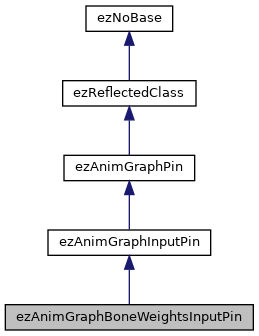 ezNoBase
ezReflectedClass
ezAnimGraphPin
ezAnimGraphInputPin
ezAnimGraphBoneWeightsInputPin